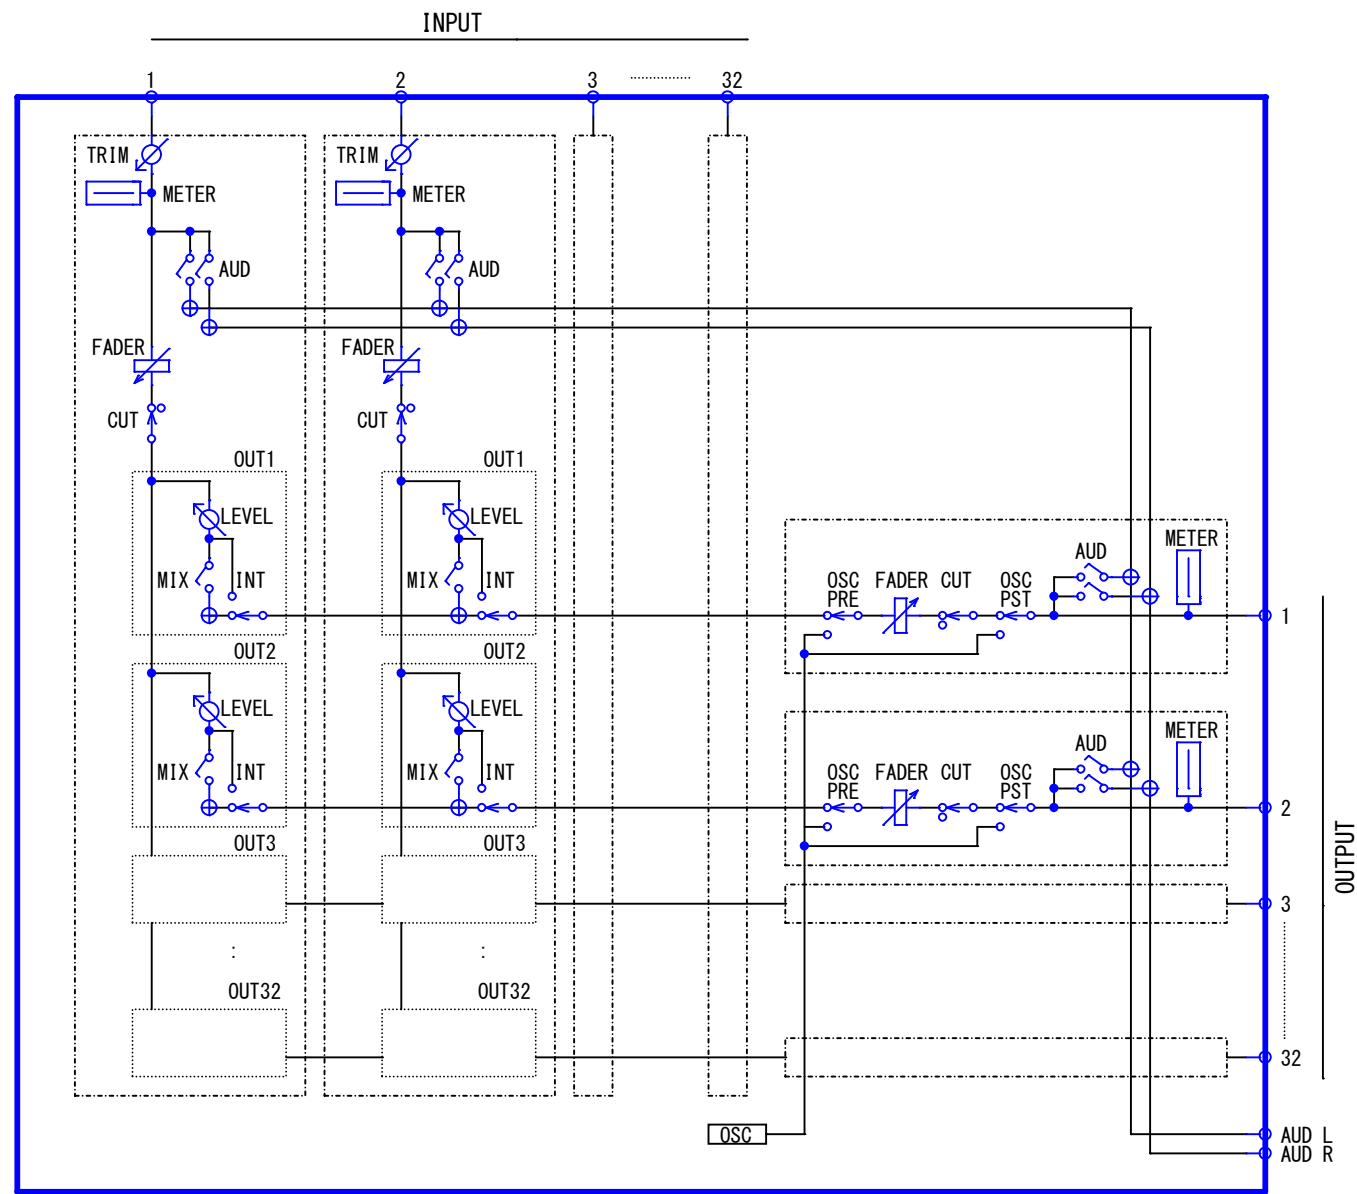 INPUT
1 2 3 32
TRIM TRIM
METER METER
AUD AUD
FADER FADER
CUT CUT
OUT1 OUT1
LEVEL LEVEL
METER
AUD
MIX INT MIX INT OSC FADER CUT OSC
PRE PST
1
OUT2 OUT2
LEVEL LEVEL
METER
AUD
MIX INT MIX INT OSC FADER CUT OSC
PRE PST
2
OUT3 OUT3
OUTPUT
3
: :
OUT32 OUT32
32
OSC AUD L
AUD R